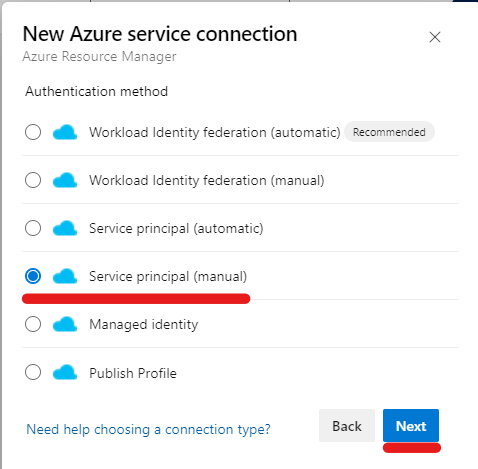 New Azure service connection
Azure Resource Manager
Authentication method
Workload Identity federation (automatic) Recommended
Workload Identity federation (manual)
Service principal (automatic)
Service principal (manual)
Managed identity
Publish Profile
Need help choosing a connection type? Back Next